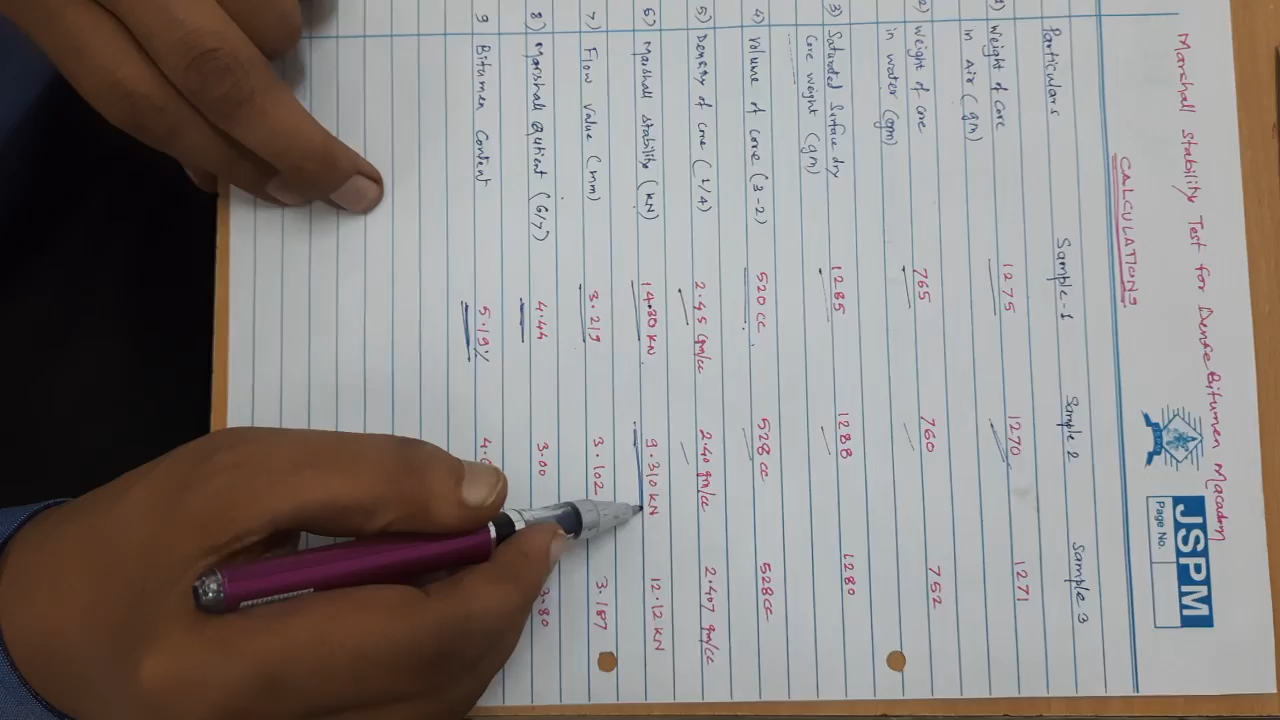 Marshall Stability Test for Dense Bitumen Macadam
JSPM
Page No.
CALCULATIONS
Particulars Sample-1 Sample 2 Sample 3
1) Weight of core 1275 1270 1271
in Air (gm)
2) Weight of core 765 760 752
in water (gm)
3) Saturated Surface dry 1285 1288 1280
Core weight (gm)
4) Volume of core (3-2) 520 cc. 528 cc 528 cc
5) Density of core (1/4) 2.45 gm/cc 2.40 gm/cc 2.407 gm/cc
6) Marshall stability (kN) 14.30 KN. 9.310 KN 12.12 KN
7) Flow value (mm) 3.219 3.102 3.187
8) Marshall qutient (6/7) 4.44 3.00 3.80
9 Bitumen Content 5.19%